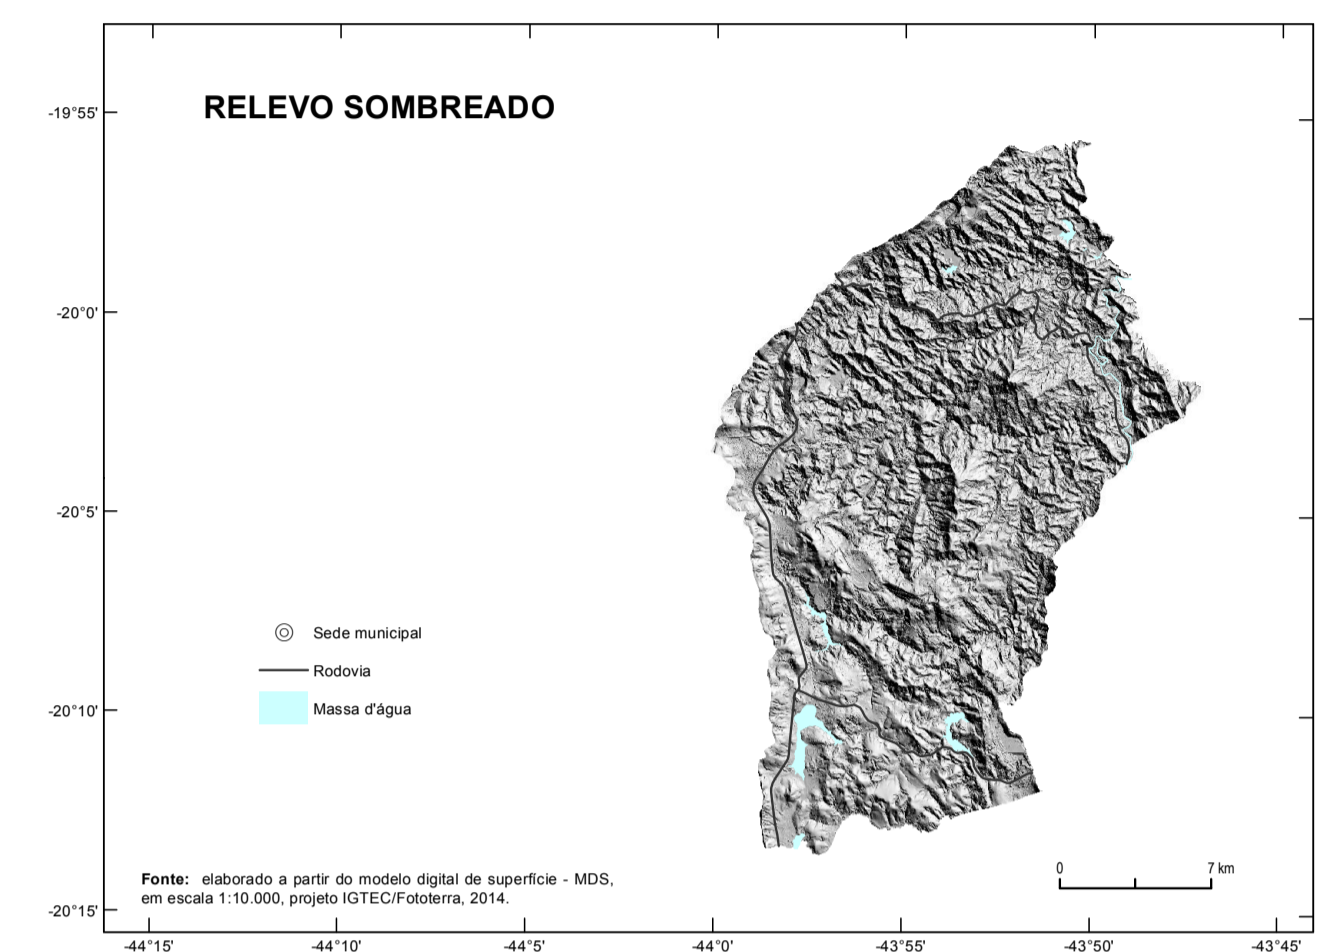 RELEVO SOMBREADO
-19°55'
-20°0'
-20°5'
-20°10'
-20°15'
Sede municipal
Rodovia
Massa d'água
Fonte: elaborado a partir do modelo digital de superfície - MDS,
em escala 1:10.000, projeto IGTEC/Fototerra, 2014.
0 7 km
-44°15' -44°10' -44°5' -44°0' -43°55' -43°50' -43°45'